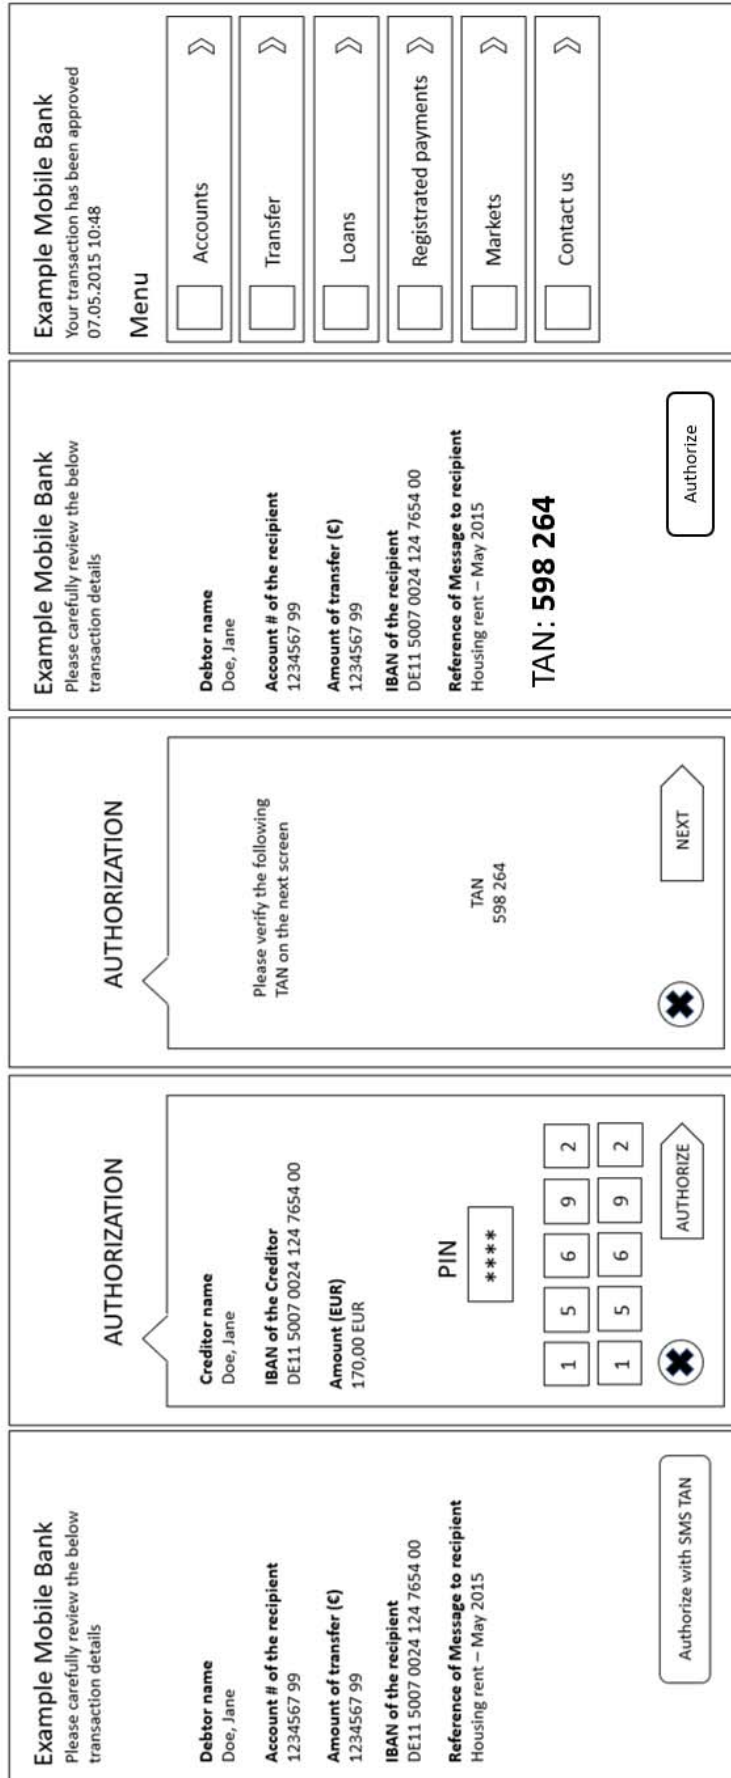 Example Mobile Bank
Please carefully review the below
transaction details
Debtor name
Doe, Jane
Account # of the recipient
1234567 99
Amount of transfer (€)
1234567 99
IBAN of the recipient
DE11 5007 0024 124 7654 00
Reference of Message to recipient
Housing rent – May 2015
Authorize with SMS TAN
AUTHORIZATION
Creditor name
Doe, Jane
IBAN of the Creditor
DE11 5007 0024 124 7654 00
Amount (EUR)
170,00 EUR
PIN
****
1 5 6 9 2
1 5 6 9 2
AUTHORIZE
AUTHORIZATION
Please verify the following
TAN on the next screen
TAN
598 264
NEXT
Example Mobile Bank
Please carefully review the below
transaction details
Debtor name
Doe, Jane
Account # of the recipient
1234567 99
Amount of transfer (€)
1234567 99
IBAN of the recipient
DE11 5007 0024 124 7654 00
Reference of Message to recipient
Housing rent – May 2015
TAN: 598 264
Authorize
Example Mobile Bank
Your transaction has been approved
07.05.2015 10:48
Menu
Accounts
Transfer
Loans
Registrated payments
Markets
Contact us